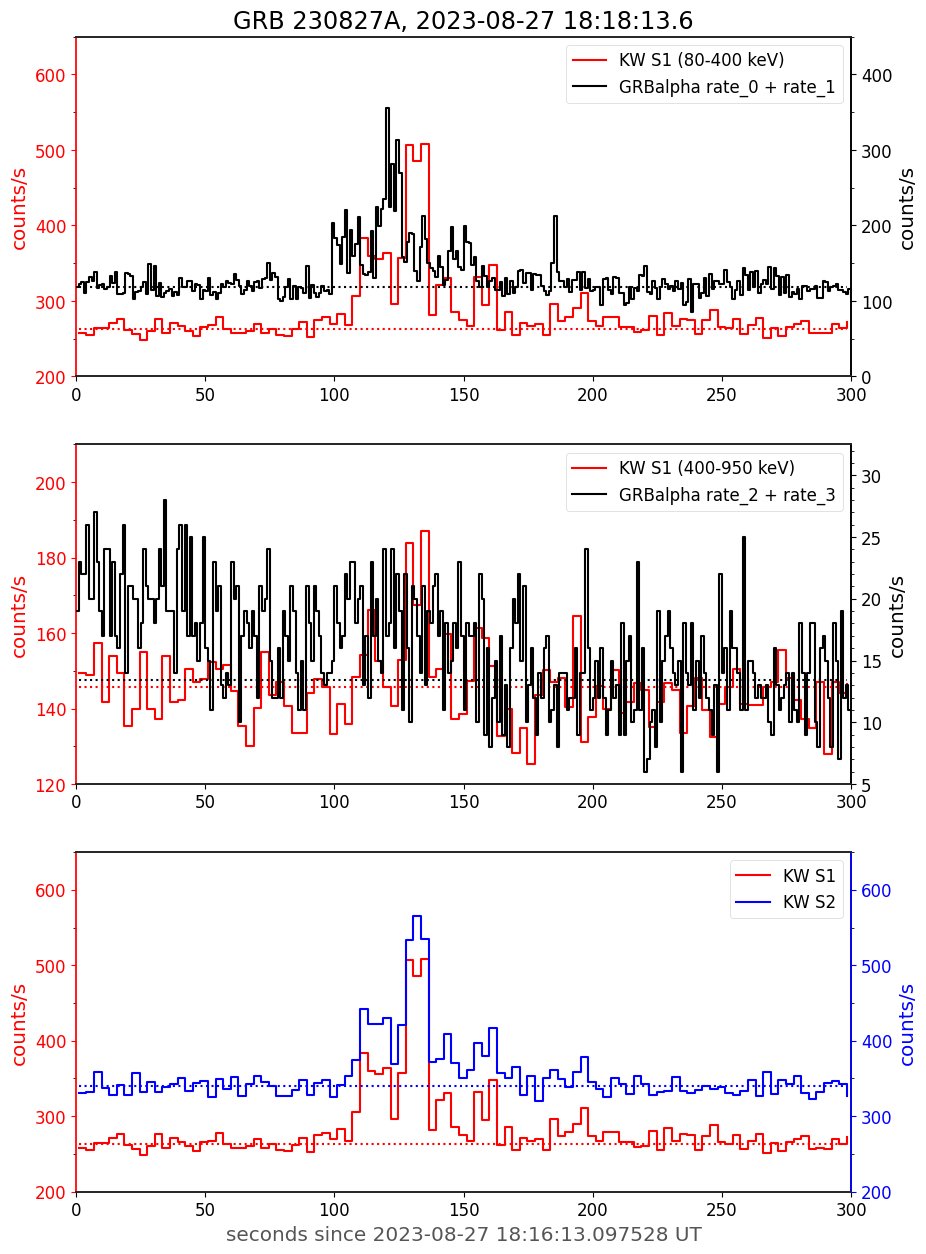 GRB 230827A, 2023-08-27 18:18:13.6
KW S1 (80-400 keV)
GRBalpha rate_0 + rate_1
counts/s
counts/s
600
500
400
300
200
400
300
200
100
0
0 50 100 150 200 250 300
KW S1 (400-950 keV)
GRBalpha rate_2 + rate_3
counts/s
counts/s
200
180
160
140
120
30
25
20
15
10
5
0 50 100 150 200 250 300
KW S1
KW S2
counts/s
counts/s
600
500
400
300
200
600
500
400
300
200
0 50 100 150 200 250 300
seconds since 2023-08-27 18:16:13.097528 UT